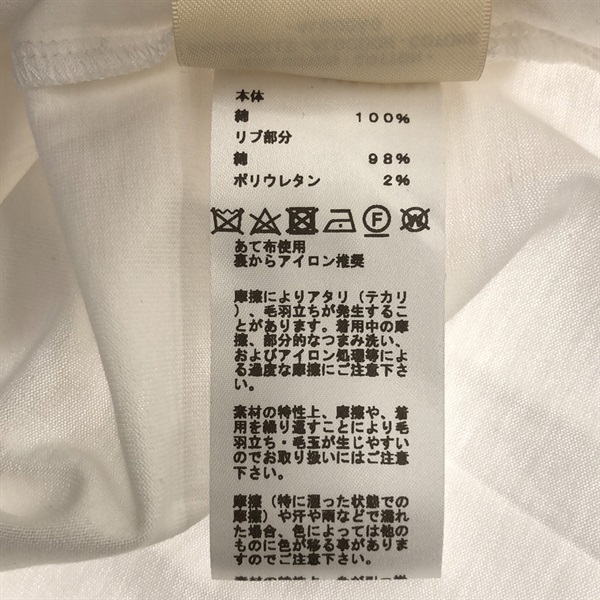 本体
綿 100%
リブ部分
綿 98%
ポリウレタン 2%
F W
あて布使用
裏からアイロン推奨
摩擦によりアタリ（テカリ
）、毛羽立ちが発生するこ
とがあります。着用中の摩
擦、部分的なつまみ洗い、
およびアイロン処理等によ
る過度な摩擦にご注意下さ
い。
素材の特性上、摩擦や、着
用を繰り返すことにより毛
羽立ち・毛玉が生じやすい
のでお取り扱いにはご注意
下さい。
摩擦（特に湿った状態での
摩擦）や汗や雨などで濡れ
た場合、色によっては他の
ものに色が移る事がありま
すのでご注意下さい。
素材の特性上、